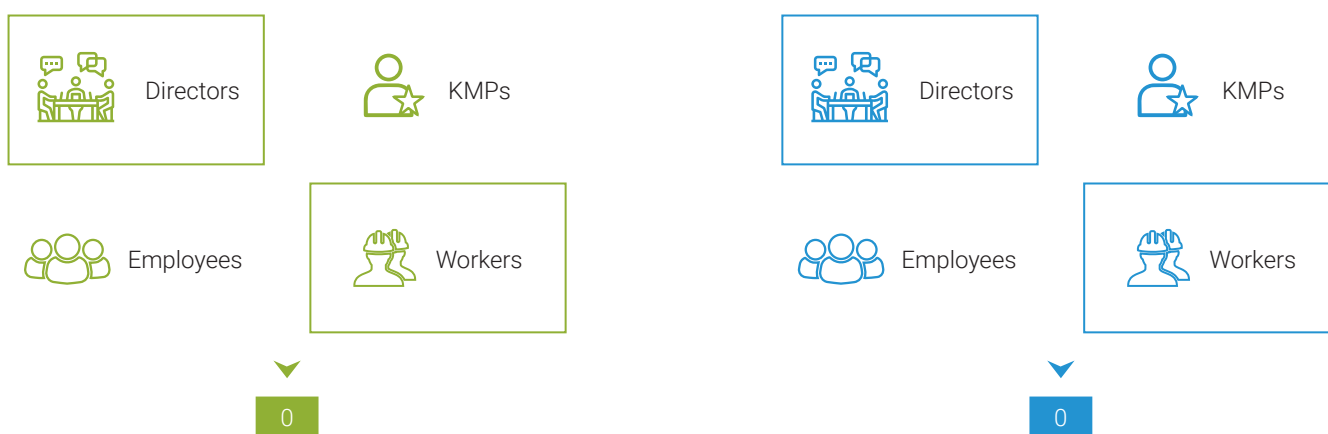 Directors
KMPs
Employees
Workers
0
Directors
KMPs
Employees
Workers
0